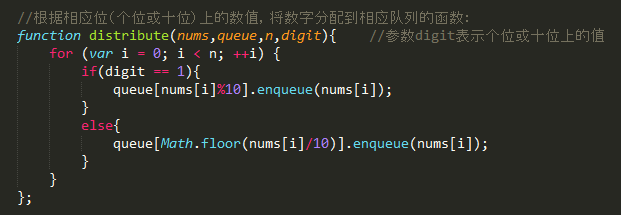 //根据相应位(个位或十位)上的数值，将数字分配到相应队列的函数:
function distribute(nums,queue,n,digit){    //参数digit表示个位或十位上的值
    for (var i = 0; i < n; ++i) {
        if(digit == 1){
            queue[nums[i]%10].enqueue(nums[i]);
        }
        else{
            queue[Math.floor(nums[i]/10)].enqueue(nums[i]);
        }
    }
};